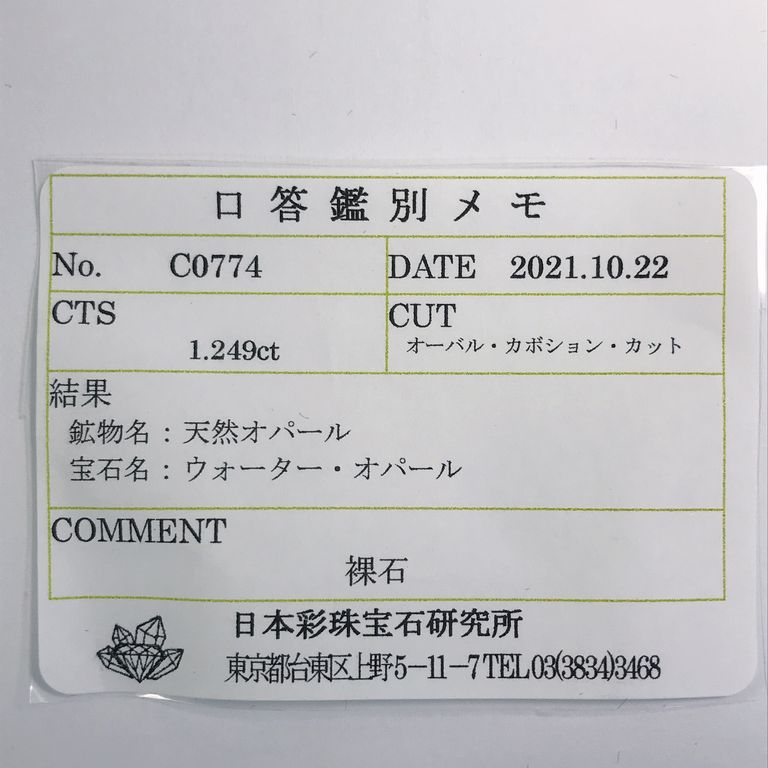 口答鑑別メモ
No. C0774 DATE 2021.10.22
CTS CUT
1.249ct オーバル・カボション・カット
結果
鉱物名：天然オパール
宝石名：ウォーター・オパール
COMMENT
裸石
日本彩珠宝石研究所
東京都台東区上野5-11-7 TEL 03(3834)3468